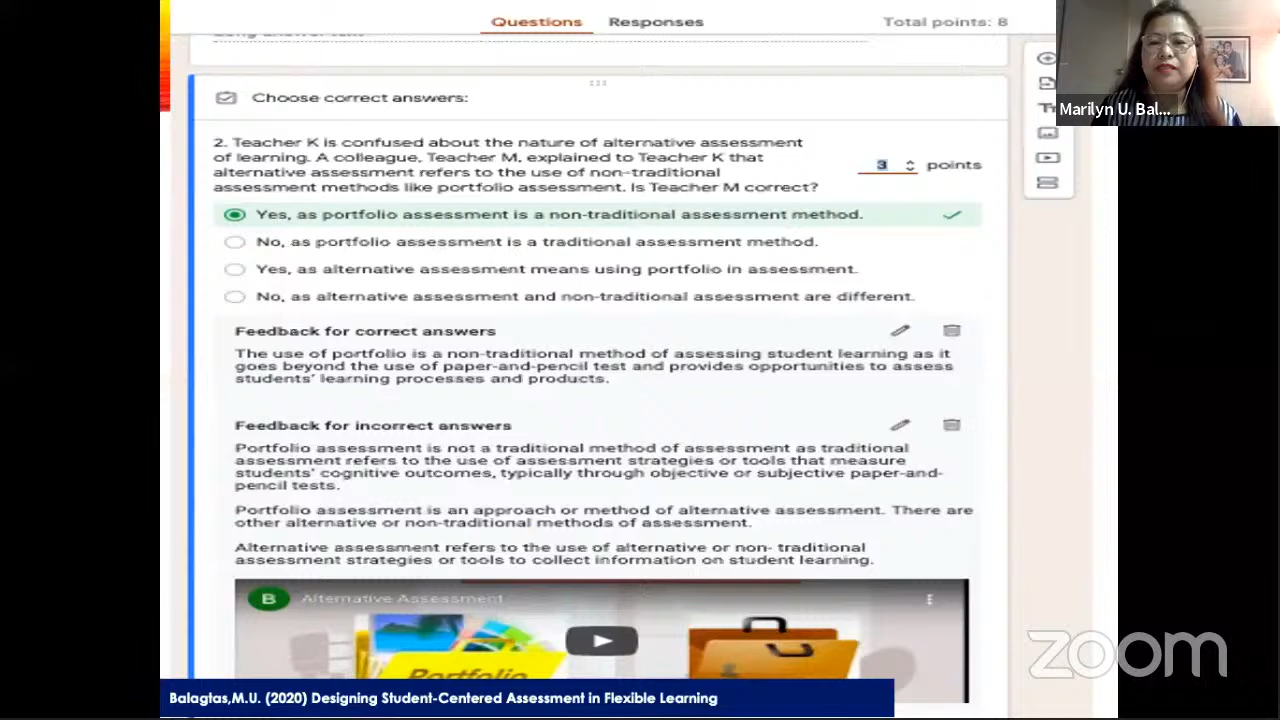 Questions Responses Total points: 8
Choose correct answers:
2. Teacher K is confused about the nature of alternative assessment
of learning. A colleague, Teacher M, explained to Teacher K that
alternative assessment refers to the use of non-traditional
assessment methods like portfolio assessment. Is Teacher M correct?
3 points
Yes, as portfolio assessment is a non-traditional assessment method.
No, as portfolio assessment is a traditional assessment method.
Yes, as alternative assessment means using portfolio in assessment.
No, as alternative assessment and non-traditional assessment are different.
Feedback for correct answers
The use of portfolio is a non-traditional method of assessing student learning as it
goes beyond the use of paper-and-pencil test and provides opportunities to assess
students' learning processes and products.
Feedback for incorrect answers
Portfolio assessment is not a traditional method of assessment as traditional
assessment refers to the use of assessment strategies or tools that measure
students' cognitive outcomes, typically through objective or subjective paper-and-
pencil tests.
Portfolio assessment is an approach or method of alternative assessment. There are
other alternative or non-traditional methods of assessment.
Alternative assessment refers to the use of alternative or non- traditional
assessment strategies or tools to collect information on student learning.
B Alternative Assessment
Portfolio
Balagtas,M.U. (2020) Designing Student-Centered Assessment in Flexible Learning
Marilyn U. Bal...
Tт
zoom